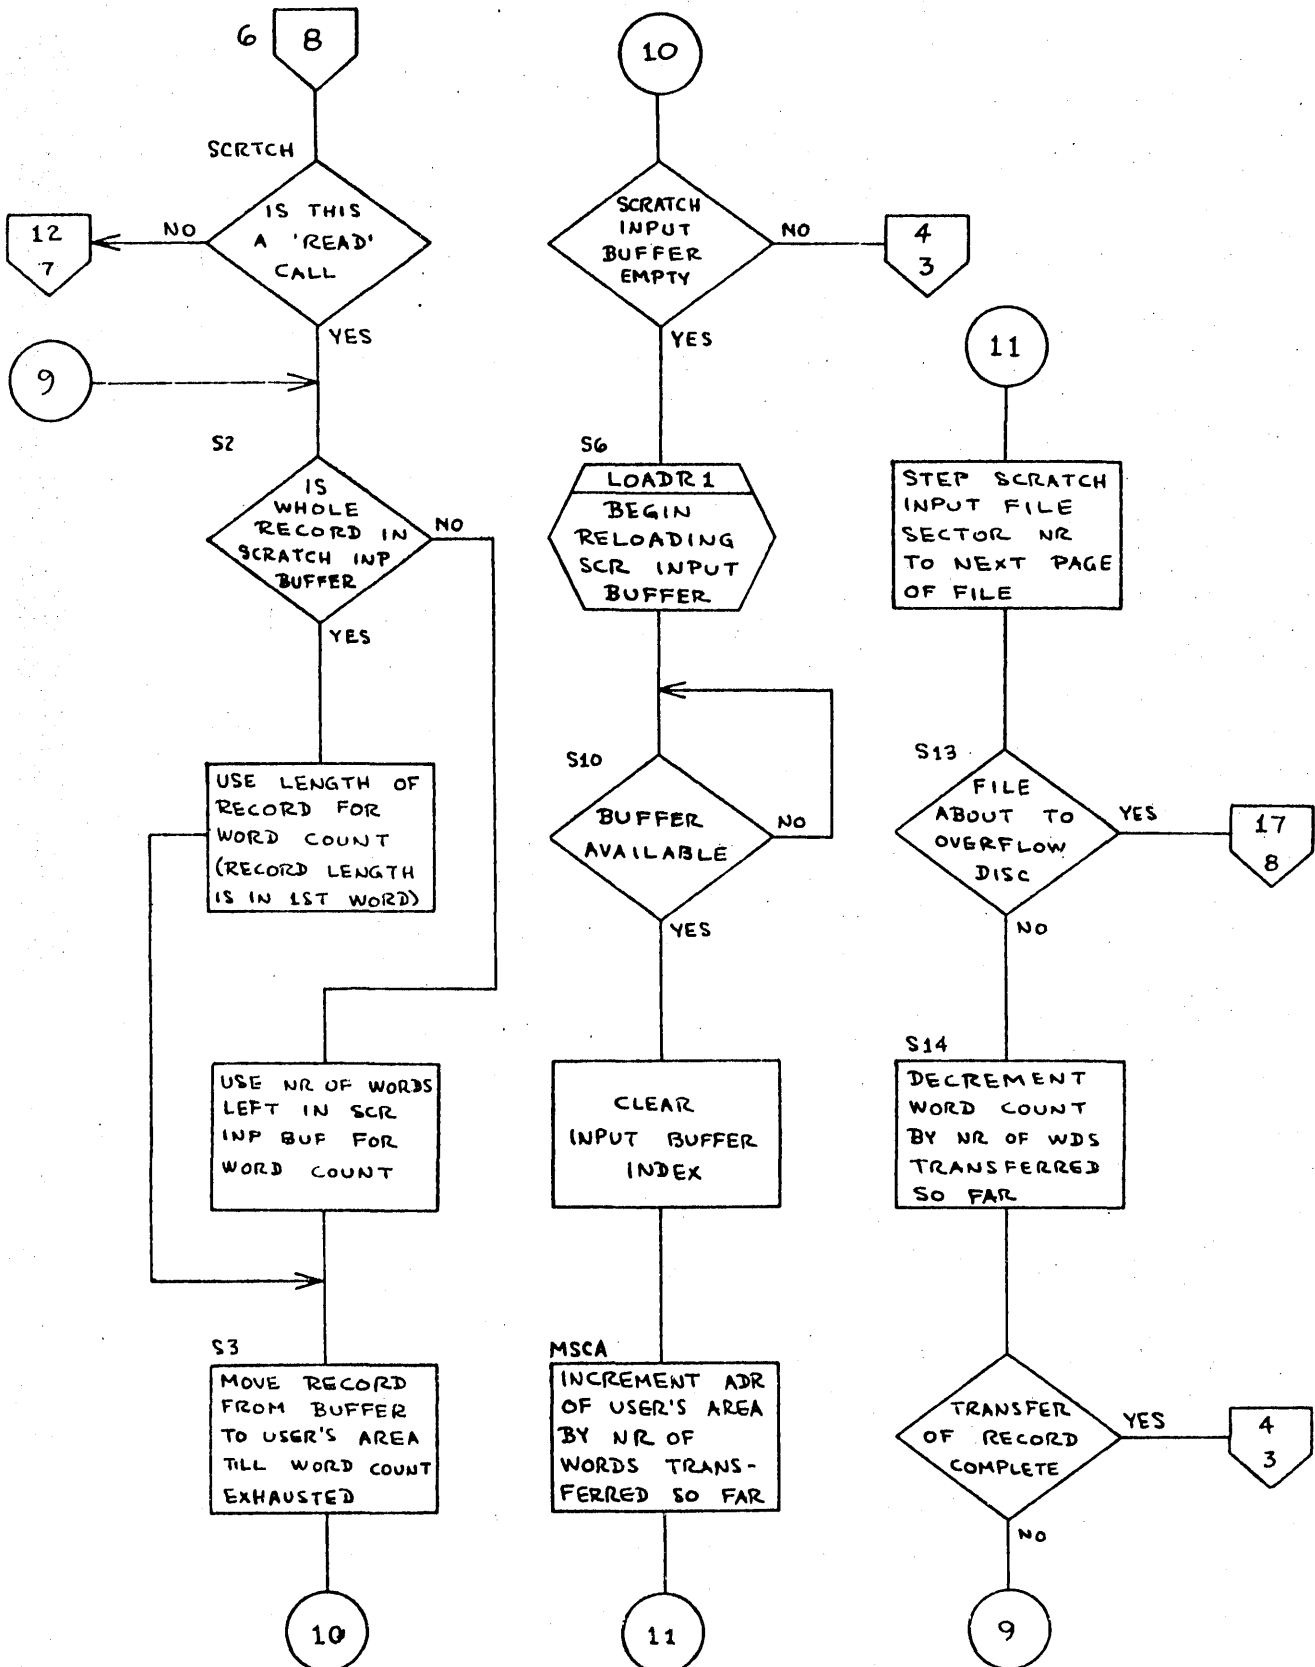 6
8
SCRTCH
IS THIS
A 'READ'
CALL
NO
12
7
YES
9
S2
IS
WHOLE
RECORD IN
SCRATCH INP
BUFFER
NO
YES
USE LENGTH OF
RECORD FOR
WORD COUNT
(RECORD LENGTH
IS IN 1ST WORD)
USE NR OF WORDS
LEFT IN SCR
INP BUF FOR
WORD COUNT
S3
MOVE RECORD
FROM BUFFER
TO USER'S AREA
TILL WORD COUNT
EXHAUSTED
10
10
SCRATCH
INPUT
BUFFER
EMPTY
NO
4
3
YES
S6
LOADR1
BEGIN
RELOADING
SCR INPUT
BUFFER
S10
BUFFER
AVAILABLE
NO
YES
CLEAR
INPUT BUFFER
INDEX
MSCA
INCREMENT ADR
OF USER'S AREA
BY NR OF
WORDS TRANS-
FERRED SO FAR
11
11
STEP SCRATCH
INPUT FILE
SECTOR NR
TO NEXT PAGE
OF FILE
S13
FILE
ABOUT TO
OVERFLOW
DISC
YES
17
8
NO
S14
DECREMENT
WORD COUNT
BY NR OF WDS
TRANSFERRED
SO FAR
TRANSFER
OF RECORD
COMPLETE
YES
4
3
NO
9